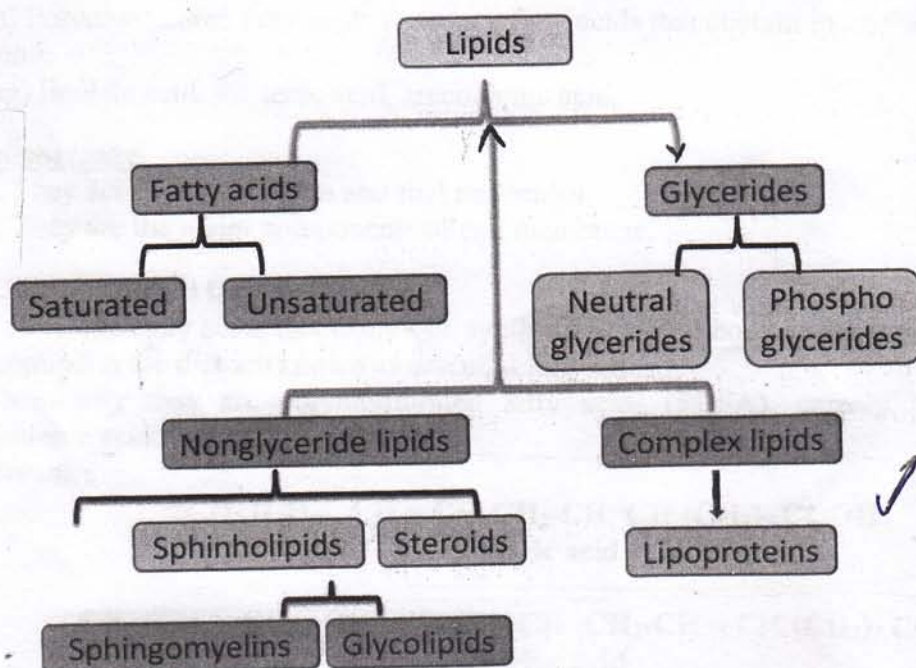 Lipids
Fatty acids
Glycerides
Saturated
Unsaturated
Neutral
glycerides
Phospho
glycerides
Nonglyceride lipids
Complex lipids
Sphinholipids
Steroids
Lipoproteins
Sphingomyelins
Glycolipids